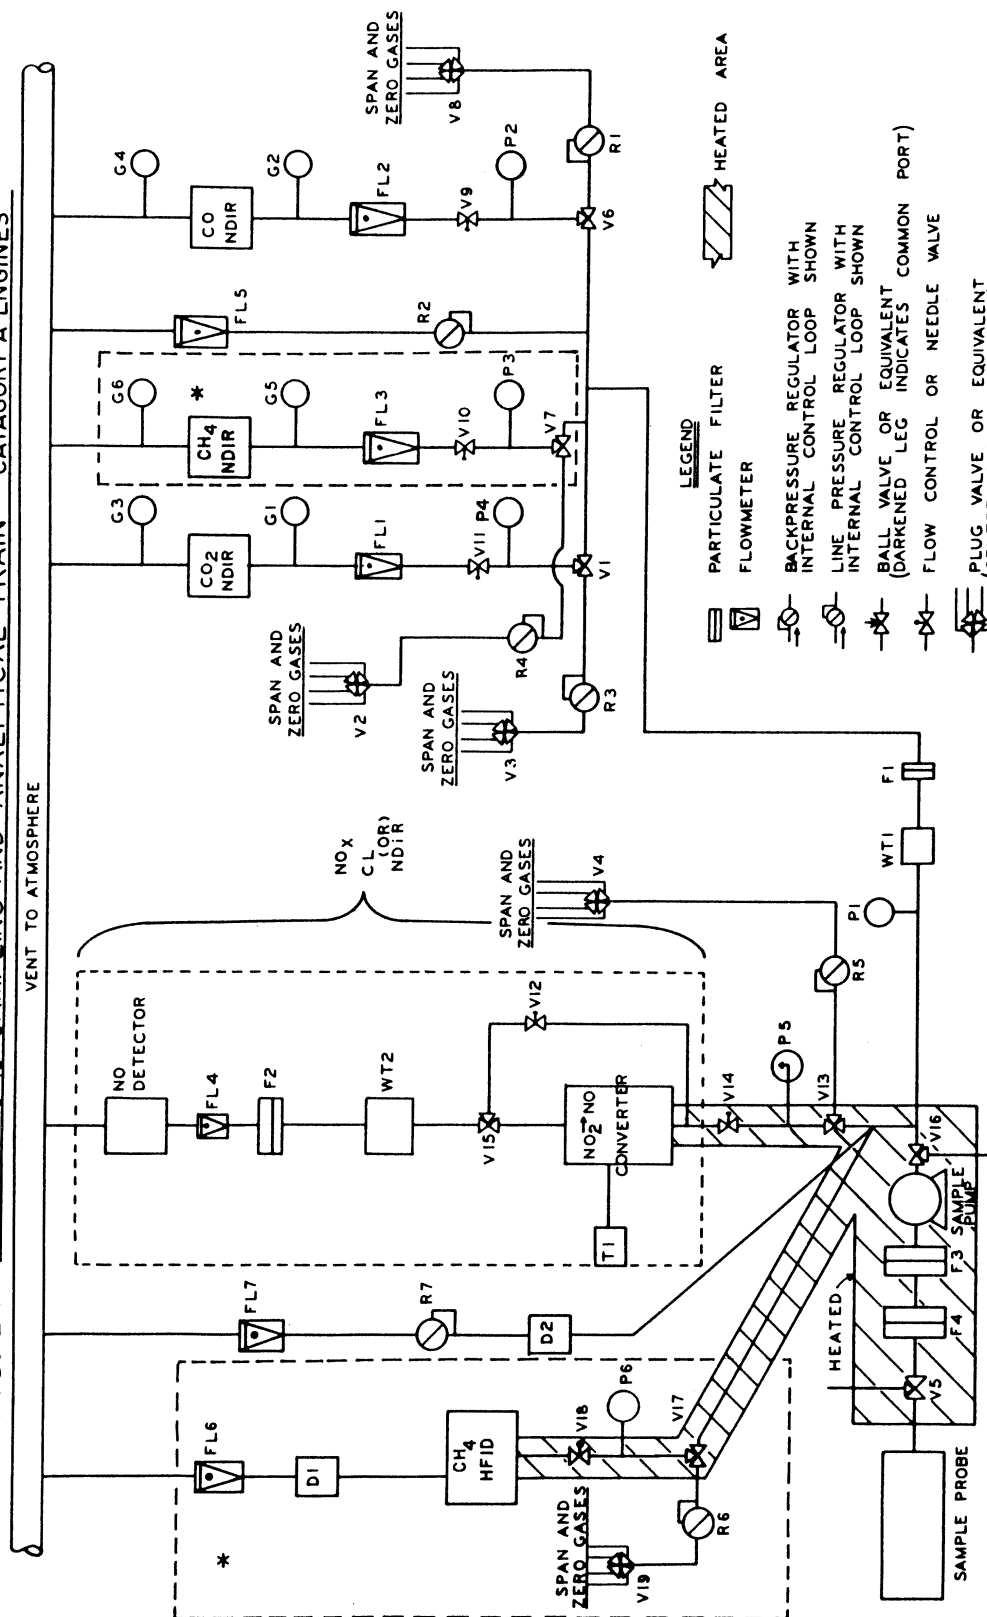 SAMPLING AND ANALYTICAL TRAIN - CATAGORY A ENGINES
VENT TO ATMOSPHERE
*
FL6
D1
CH4
HFID
V18
P6
V17
SPAN AND
ZERO GASES
V19
R6
FL7
R7
D2
NO
DETECTOR
FL4
F2
WT2
V15
V12
NO2→NO
CONVERTER
T1
V14
P5
V13
NOX
CL
(OR)
NDIR
SPAN AND
ZERO GASES
V4
R5
G3
CO2
NDIR
G1
FL1
V11
P4
V1
SPAN AND
ZERO GASES
V2
R4
SPAN AND
ZERO GASES
V3
R3
G6
*
CH4
NDIR
G5
FL3
V10
P3
V7
FL5
R2
G4
CO
NDIR
G2
FL2
V9
P2
V6
SPAN AND
ZERO GASES
V8
R1
HEATED
V5
F4
F3
SAMPLE
PUMP
V16
P1
WT1
F1
SAMPLE PROBE
LEGEND
PARTICULATE FILTER
FLOWMETER
BACKPRESSURE REGULATOR WITH
INTERNAL CONTROL LOOP SHOWN
LINE PRESSURE REGULATOR WITH
INTERNAL CONTROL LOOP SHOWN
BALL VALVE OR EQUIVALENT
(DARKENED LEG INDICATES COMMON PORT)
FLOW CONTROL OR NEEDLE VALVE
PLUG VALVE OR EQUIVALENT
HEATED AREA